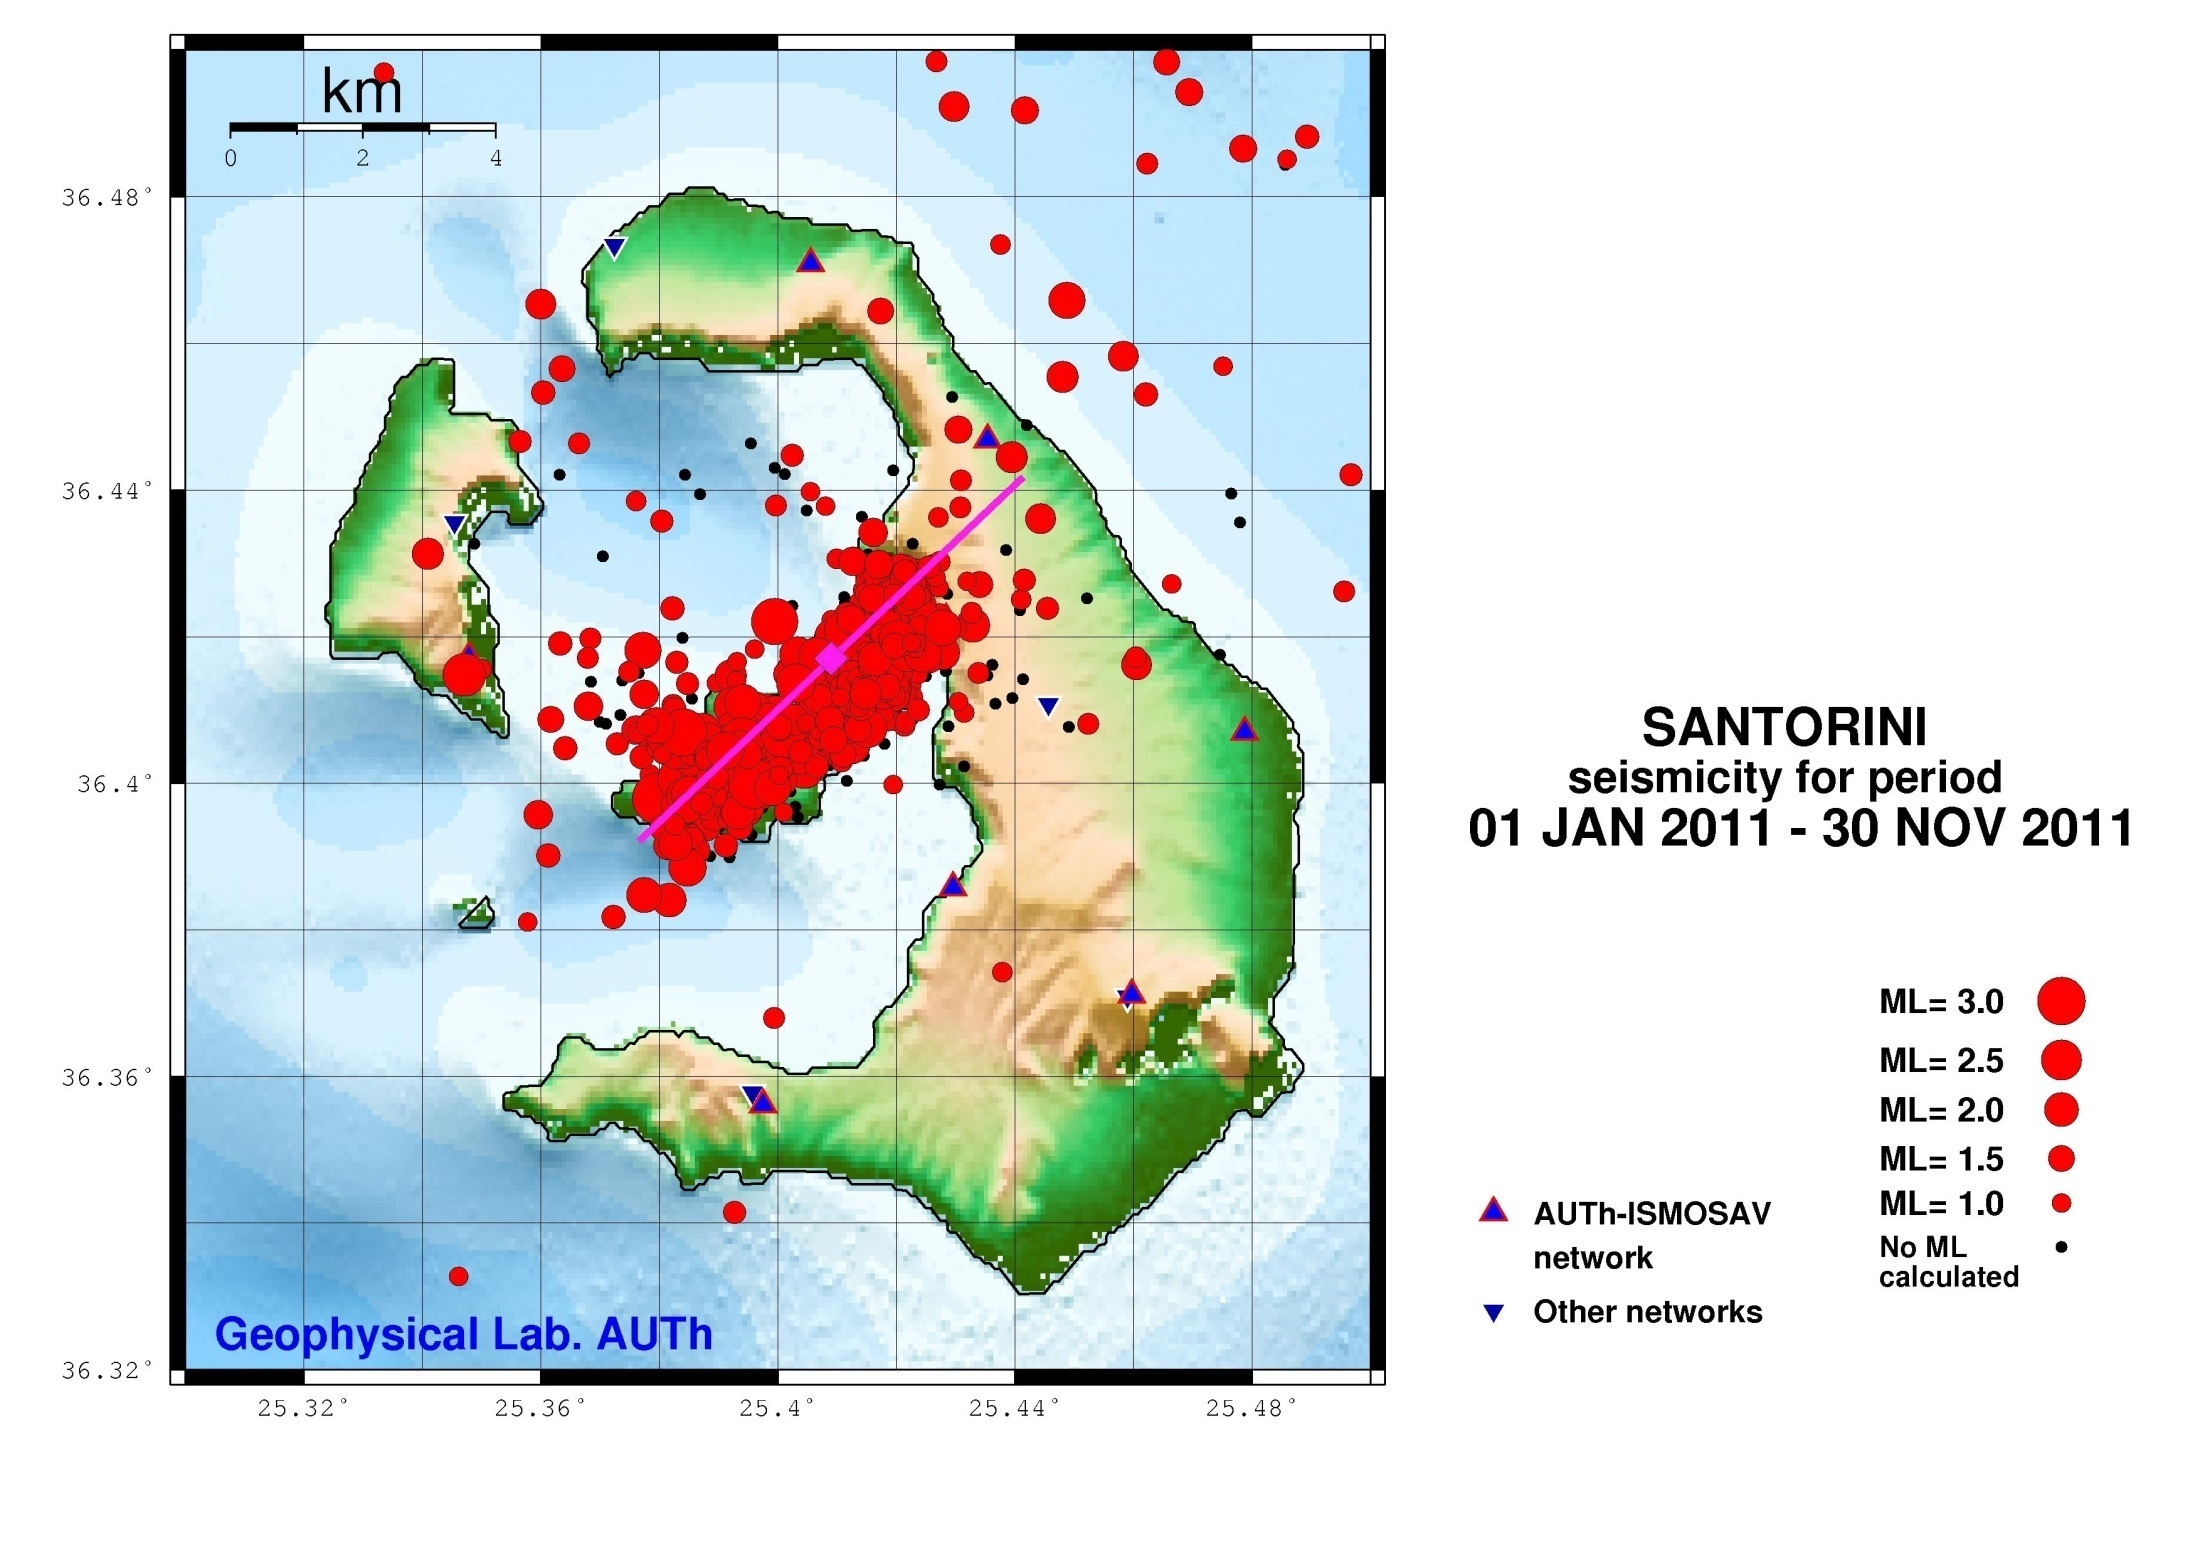 km
0 2 4
36.48°
36.44°
36.4°
36.36°
36.32°
25.32° 25.36° 25.4° 25.44° 25.48°
Geophysical Lab. AUTh
SANTORINI
seismicity for period
01 JAN 2011 - 30 NOV 2011
ML= 3.0
ML= 2.5
ML= 2.0
ML= 1.5
ML= 1.0
No ML
calculated
AUTh-ISMOSAV
network
Other networks